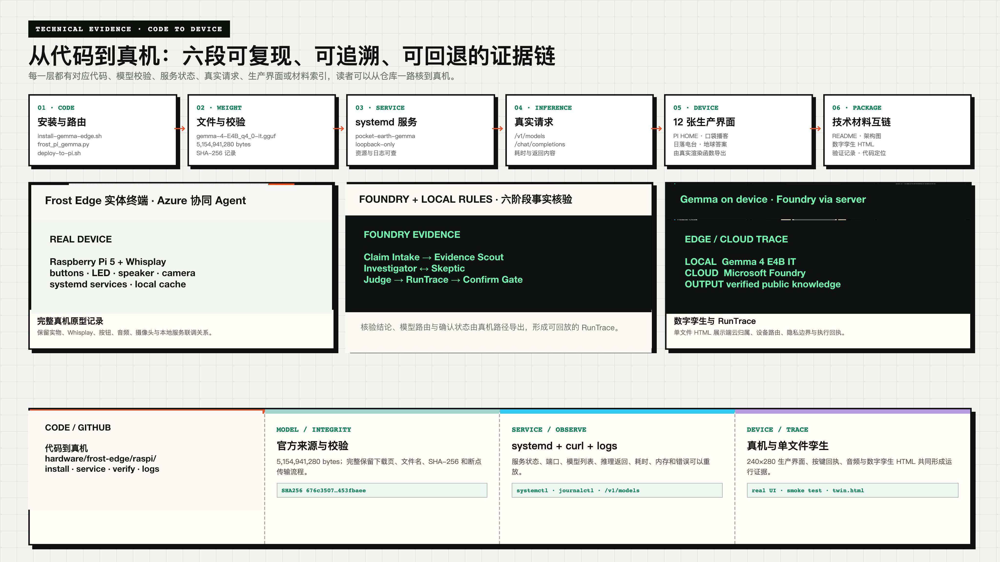 TECHNICAL EVIDENCE · CODE TO DEVICE
从代码到真机：六段可复现、可追溯、可回退的证据链
每一层都有对应代码、模型校验、服务状态、真实请求、生产界面或材料索引，读者可以从仓库一路核到真机。
01 · CODE
安装与路由
install-gemma-edge.sh
frost_pi_gemma.py
deploy-to-pi.sh
→
02 · WEIGHT
文件与校验
gemma-4-E4B_q4_0-it.gguf
5,154,941,280 bytes
SHA-256 记录
→
03 · SERVICE
systemd 服务
pocket-earth-gemma
loopback-only
资源与日志可查
→
04 · INFERENCE
真实请求
/v1/models
/chat/completions
耗时与返回内容
→
05 · DEVICE
12 张生产界面
PI HOME · 口袋播客
日落电台 · 地球答案
由真实渲染函数导出
→
06 · PACKAGE
技术材料互链
README · 架构图
数字孪生 HTML
验证记录 · 代码定位
Frost Edge 实体终端 · Azure 协同 Agent
REAL DEVICE
Raspberry Pi 5 + Whisplay
buttons · LED · speaker · camera
systemd services · local cache
完整真机原型记录
保留实物、Whisplay、按钮、音频、摄像头与本地服务联调关系。
FOUNDRY + LOCAL RULES · 六阶段事实核验
FOUNDRY EVIDENCE
Claim Intake → Evidence Scout
Investigator ↔ Skeptic
Judge → RunTrace → Confirm Gate
核验结论、模型路由与确认状态由真机路径导出，形成可回放的 RunTrace。
Gemma on device · Foundry via server
EDGE / CLOUD TRACE
LOCAL Gemma 4 E4B IT
CLOUD Microsoft Foundry
OUTPUT verified public knowledge
数字孪生与 RunTrace
单文件 HTML 展示端云归属、设备路由、隐私边界与执行回执。
CODE / GITHUB
代码到真机
hardware/frost-edge/raspi/
install · service · verify · logs
MODEL / INTEGRITY
官方来源与校验
5,154,941,280 bytes；完整保留下载页、文件名、SHA-256 和断点
传输流程。
SHA256 676c3507…453fbaee
SERVICE / OBSERVE
systemd + curl + logs
服务状态、端口、模型列表、推理返回、耗时、内存和错误可以重
放。
systemctl · journalctl · /v1/models
DEVICE / TRACE
真机与单文件孪生
240×280 生产界面、按键回执、音频与数字孪生 HTML 共同形成运
行证据。
real UI · smoke test · twin.html